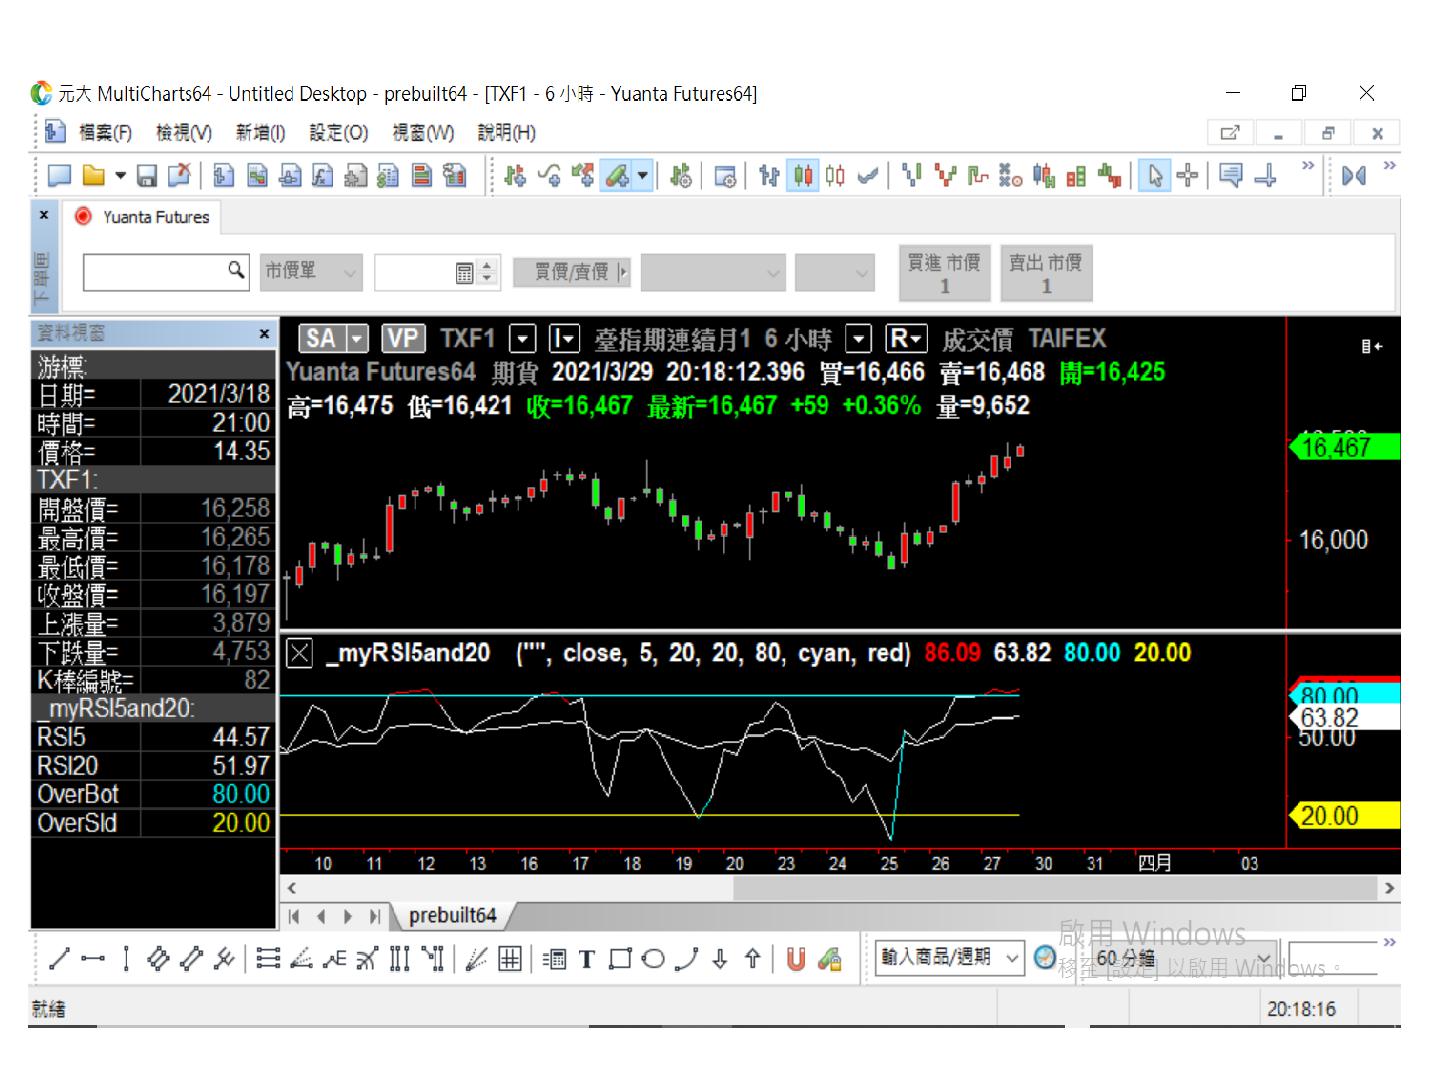 元大 MultiCharts64 - Untitled Desktop - prebuilt64 - [TXF1 - 6 小時 - Yuanta Futures64]
檔案(F) 檢視(V) 新增(I) 設定(O) 視窗(W) 說明(H)
Yuanta Futures
市價單 買價/賣價 買進 市價 1 賣出 市價 1
資料視窗
游標:
日期= 2021/3/18
時間= 21:00
價格= 14.35
TXF1:
開盤價= 16,258
最高價= 16,265
最低價= 16,178
收盤價= 16,197
上漲量= 3,879
下跌量= 4,753
K棒編號= 82
_myRSI5and20:
RSI5 44.57
RSI20 51.97
OverBot 80.00
OverSld 20.00
SA VP TXF1 I 臺指期連續月1 6 小時 R 成交價 TAIFEX
Yuanta Futures64 期貨 2021/3/29 20:18:12.396 買=16,466 賣=16,468 開=16,425
高=16,475 低=16,421 收=16,467 最新=16,467 +59 +0.36% 量=9,652
16,467
16,000
_myRSI5and20 ("", close, 5, 20, 20, 80, cyan, red) 86.09 63.82 80.00 20.00
80.00
63.82
50.00
20.00
10 11 12 13 16 17 18 19 20 23 24 25 26 27 30 31 四月 03
prebuilt64
啟用 Windows
移至 [設定] 以啟用 Windows。
輸入商品/週期 60 分鐘
就緒 20:18:16